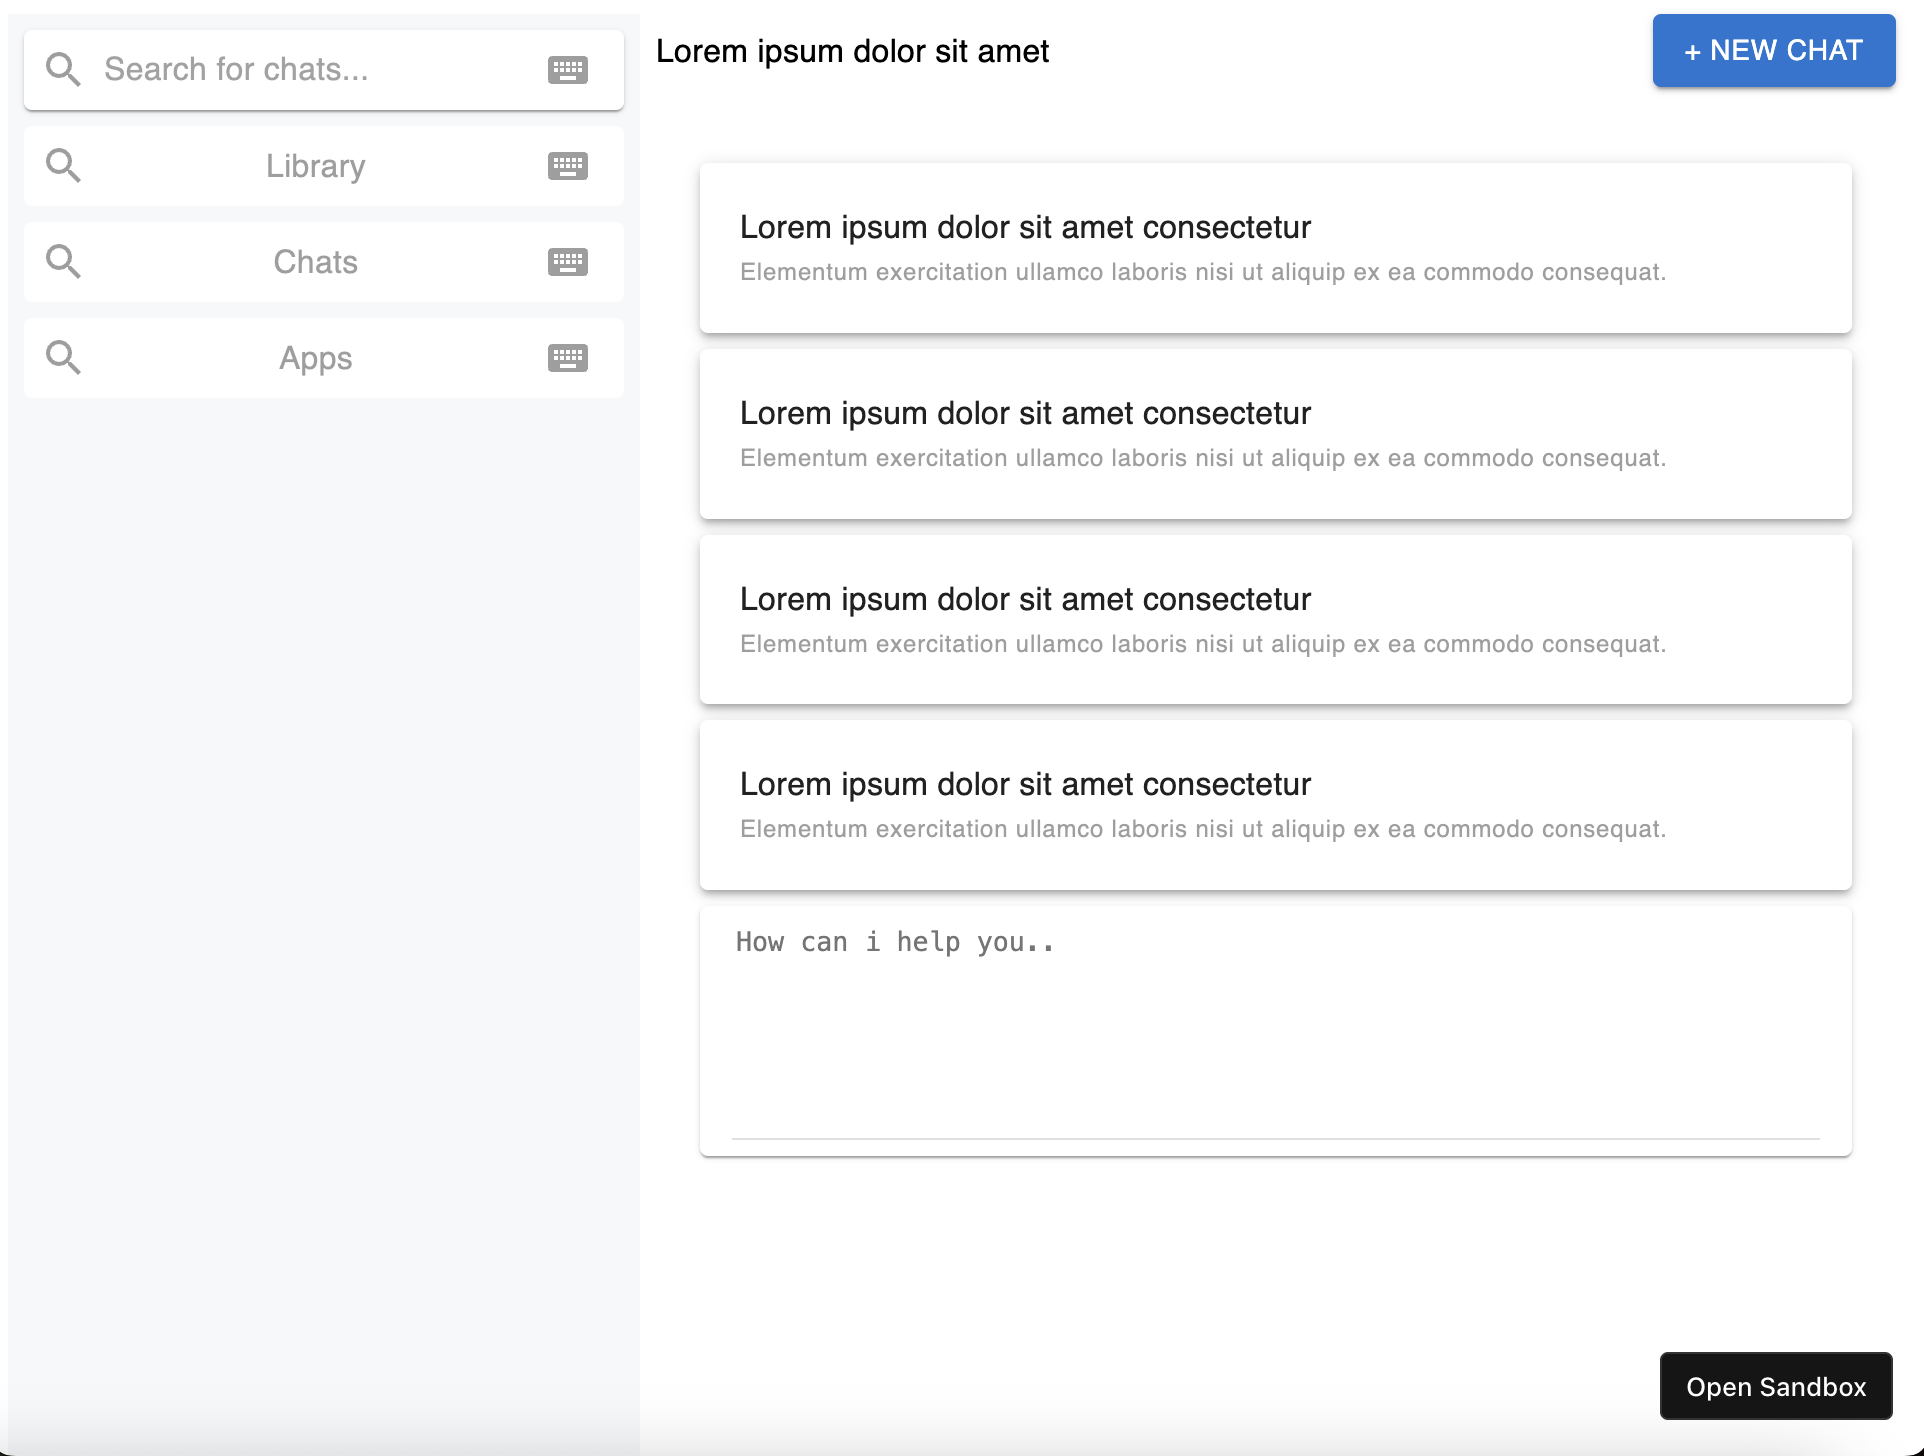 Search for chats...
Library
Chats
Apps
Lorem ipsum dolor sit amet
+ NEW CHAT
Lorem ipsum dolor sit amet consectetur
Elementum exercitation ullamco laboris nisi ut aliquip ex ea commodo consequat.
Lorem ipsum dolor sit amet consectetur
Elementum exercitation ullamco laboris nisi ut aliquip ex ea commodo consequat.
Lorem ipsum dolor sit amet consectetur
Elementum exercitation ullamco laboris nisi ut aliquip ex ea commodo consequat.
Lorem ipsum dolor sit amet consectetur
Elementum exercitation ullamco laboris nisi ut aliquip ex ea commodo consequat.
How can i help you..
Open Sandbox